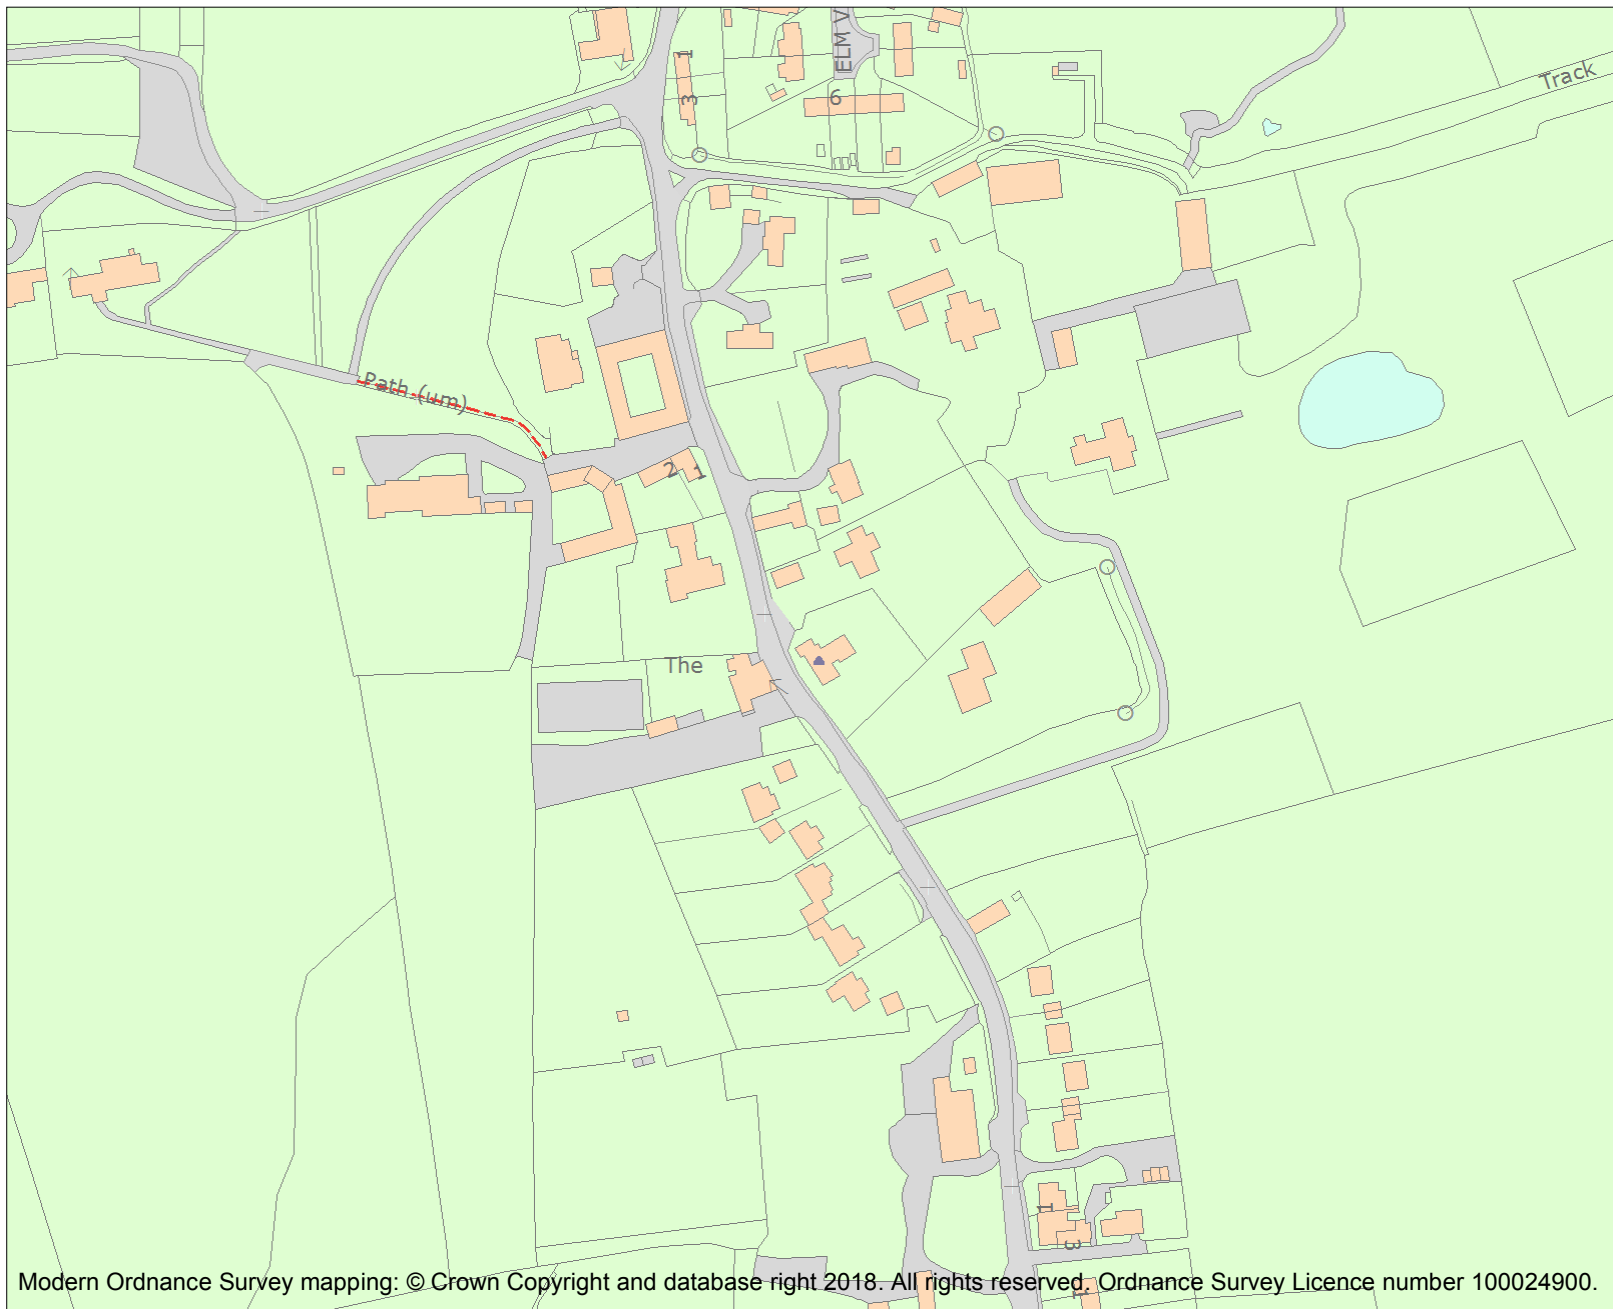 1
ELM V
3
6
Track
Path (um)
2
1
The
1
3
1
Modern Ordnance Survey mapping: © Crown Copyright and database right 2018. All rights reserved. Ordnance Survey Licence number 100024900.